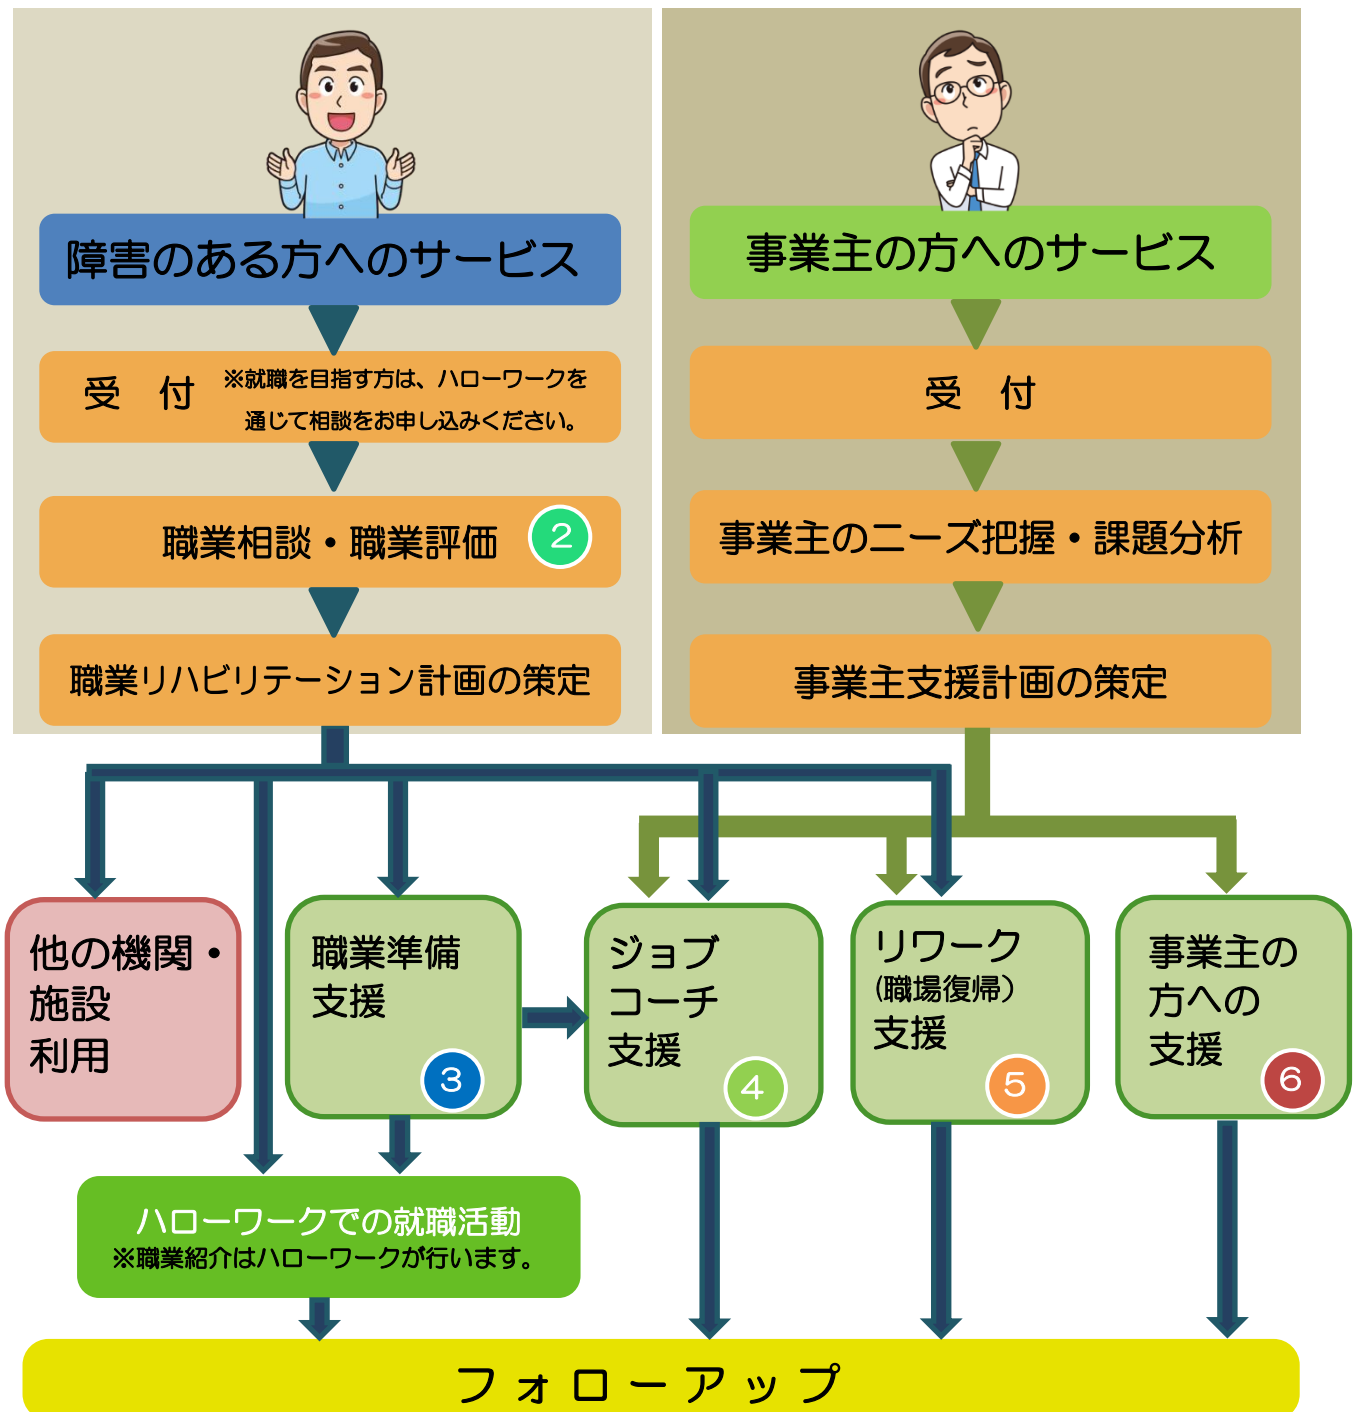 障害のある方へのサービス
受　付
※就職を目指す方は、ハローワークを
通じて相談をお申し込みください。
職業相談・職業評価
2
職業リハビリテーション計画の策定
事業主の方へのサービス
受　付
事業主のニーズ把握・課題分析
事業主支援計画の策定
他の機関・
施設
利用
職業準備
支援
3
ジョブ
コーチ
支援
4
リワーク
(職場復帰）
支援
5
事業主の
方への
支援
6
ハローワークでの就職活動
※職業紹介はハローワークが行います。
フォローアップ